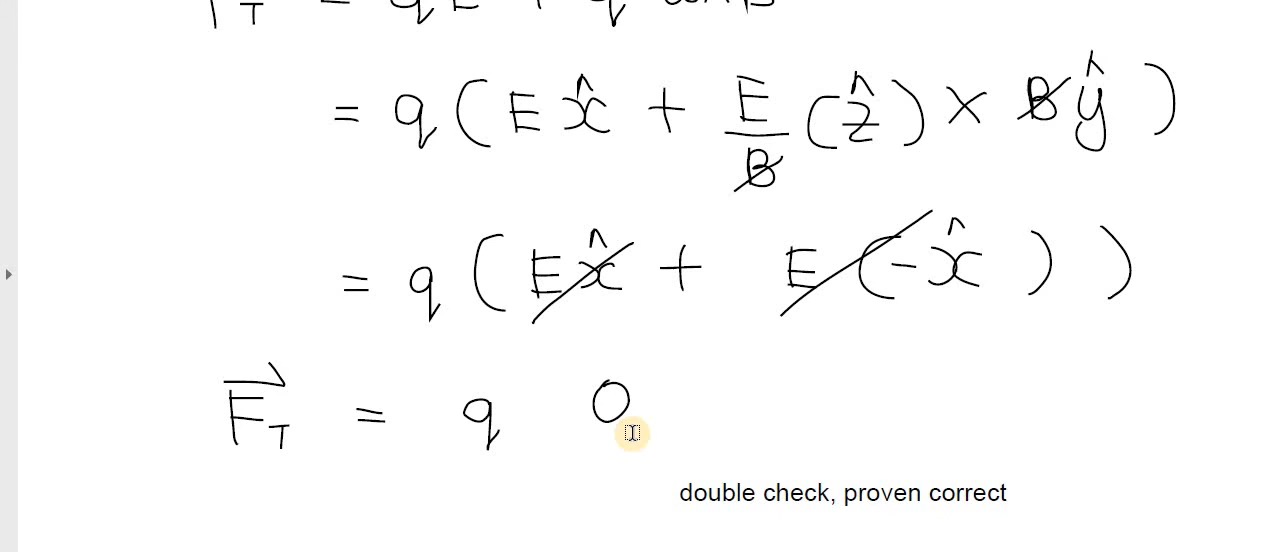 = q ( E x̂ + E/B (ẑ) × B ŷ )
= q ( E x̂ + E ( - x̂ ) )
F⃗_T = q 0
double check, proven correct